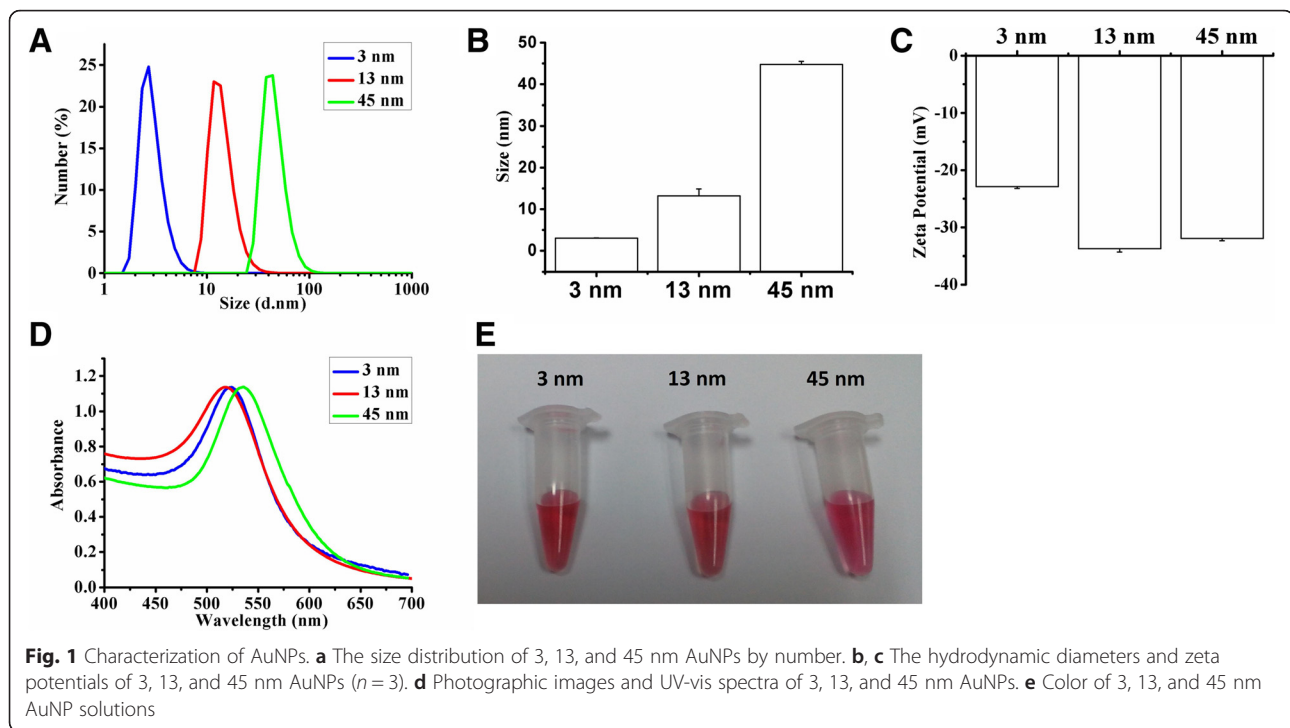 A
3 nm
13 nm
45 nm
Number (%)
25
20
15
10
5
0
1
10
100
1000
Size (d.nm)
B
Size (nm)
50
40
30
20
10
0
3 nm
13 nm
45 nm
C
3 nm
13 nm
45 nm
Zeta Potential (mV)
0
-10
-20
-30
-40
D
3 nm
13 nm
45 nm
Absorbance
1.2
1.0
0.8
0.6
0.4
0.2
0.0
400
450
500
550
600
650
700
Wavelength (nm)
E
3 nm
13 nm
45 nm
Fig. 1 Characterization of AuNPs. a The size distribution of 3, 13, and 45 nm AuNPs by number. b, c The hydrodynamic diameters and zeta
potentials of 3, 13, and 45 nm AuNPs (n = 3). d Photographic images and UV-vis spectra of 3, 13, and 45 nm AuNPs. e Color of 3, 13, and 45 nm
AuNP solutions